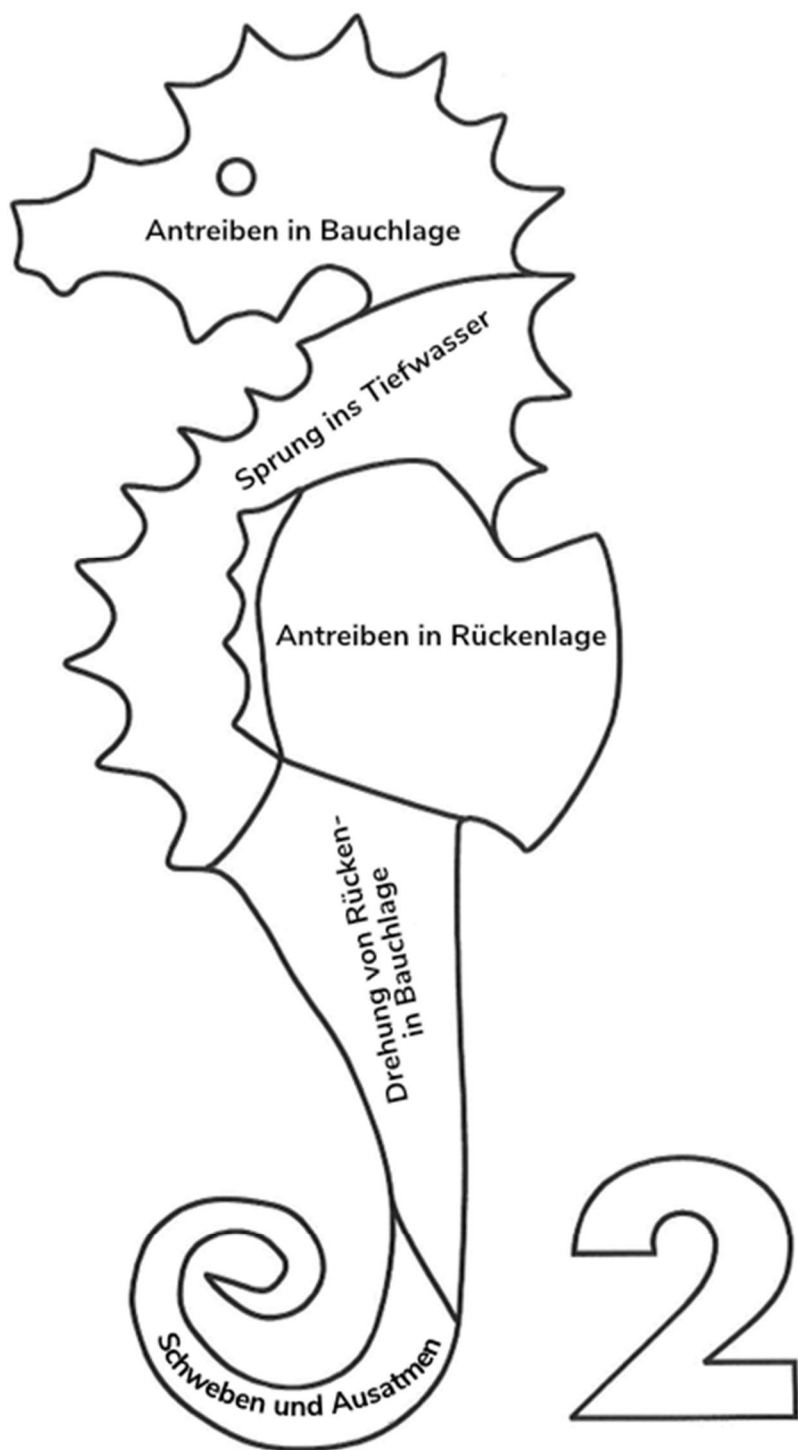 Antreiben in Bauchlage
Sprung ins Tiefwasser
Antreiben in Rückenlage
Drehung von Rücken-
in Bauchlage
Schweben und Ausatmen
2